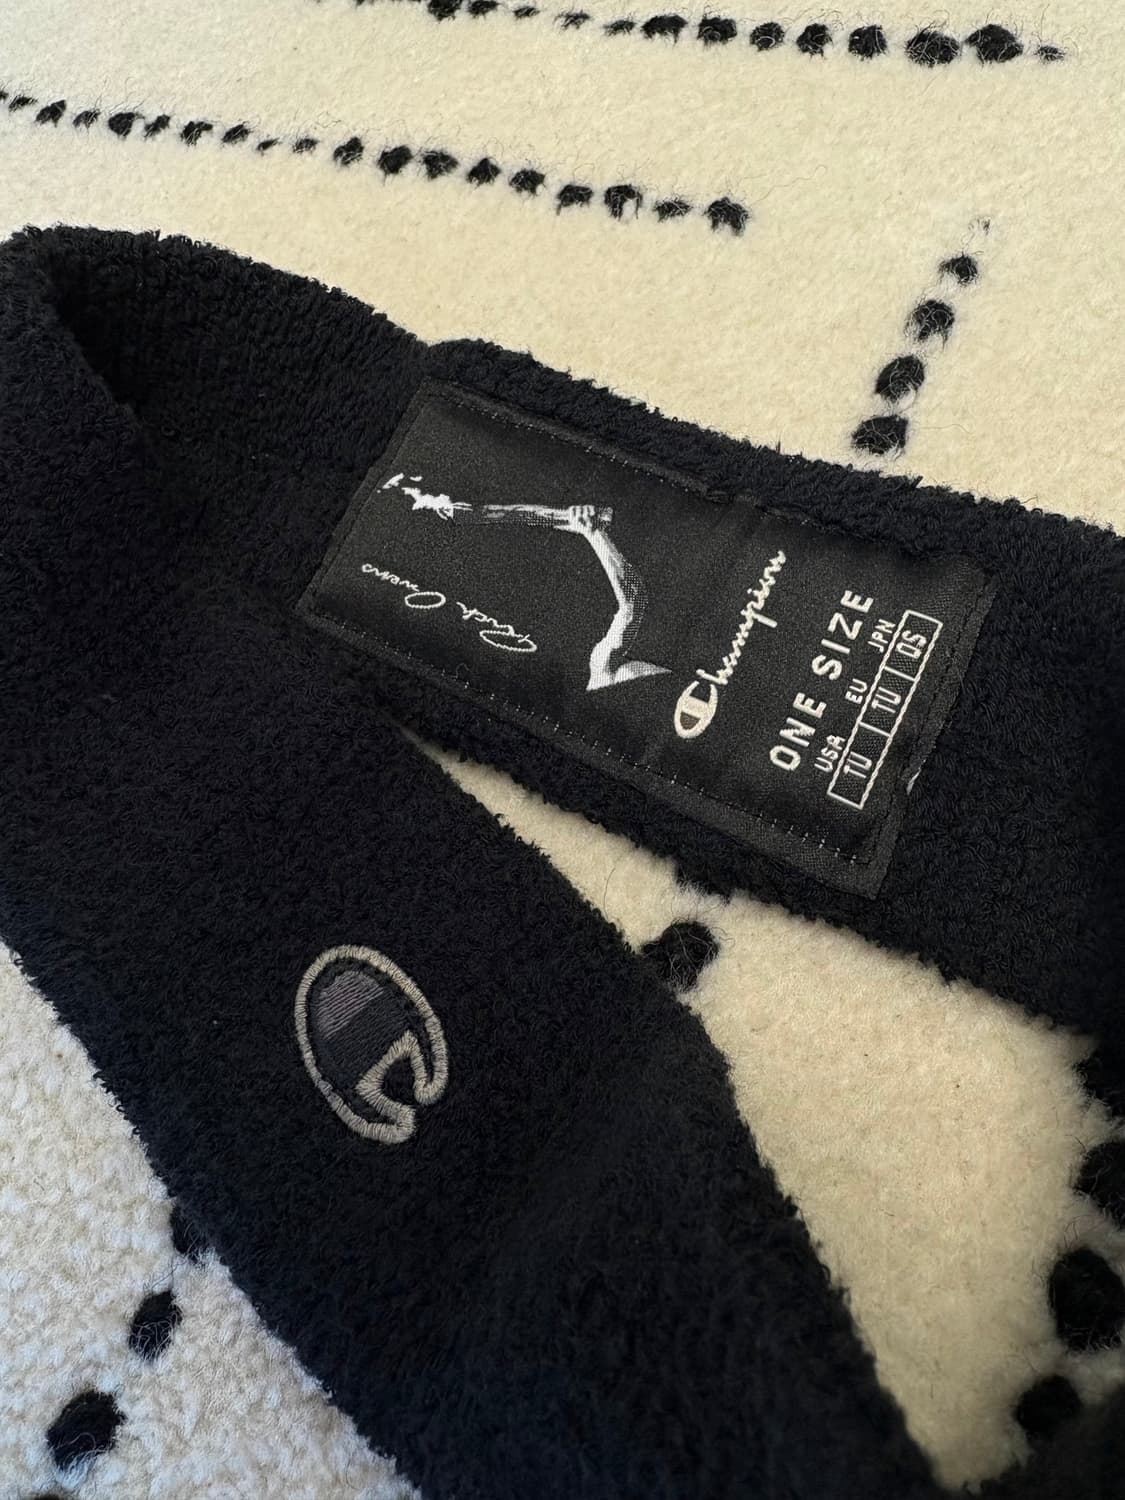 Rick Owens
Champion
ONE SIZE
USA EU JPN
TU TU OS